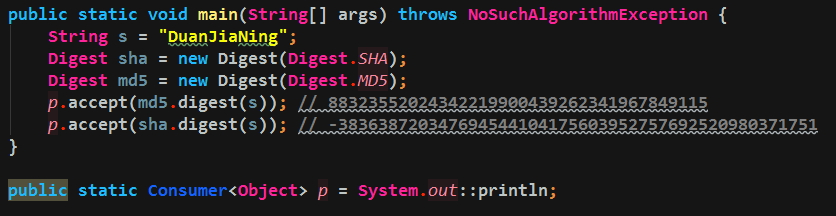 public static void main(String[] args) throws NoSuchAlgorithmException {
String s = "DuanJiaNing";
Digest sha = new Digest(Digest.SHA);
Digest md5 = new Digest(Digest.MD5);
p.accept(md5.digest(s)); // 88323552024342219900439262341967849115
p.accept(sha.digest(s)); // -383638720347694544104175603952757692520980371751
}
public static Consumer<Object> p = System.out::println;